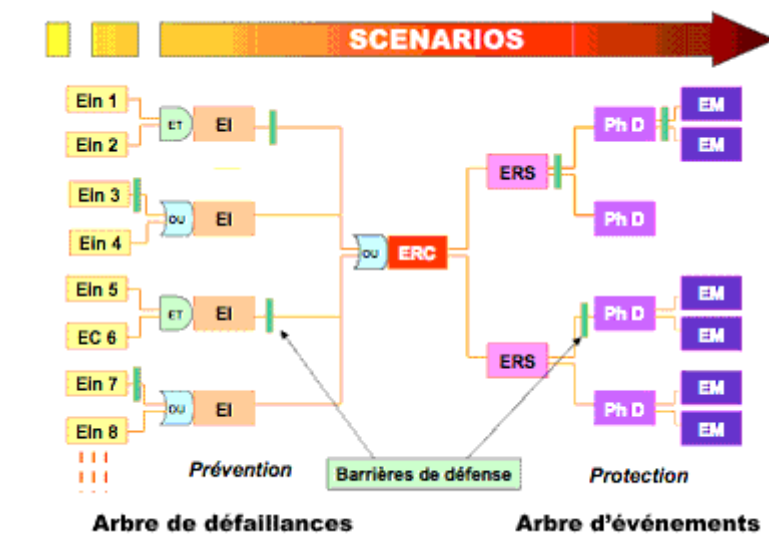 SCENARIOS
EIn 1
EIn 2
ET
EI
EIn 3
EIn 4
OU
EI
EIn 5
EC 6
ET
EI
EIn 7
EIn 8
OU
EI
OU
ERC
ERS
ERS
Ph D
Ph D
Ph D
Ph D
EM
EM
EM
EM
EM
EM
Prévention
Barrières de défense
Protection
Arbre de défaillances
Arbre d'événements